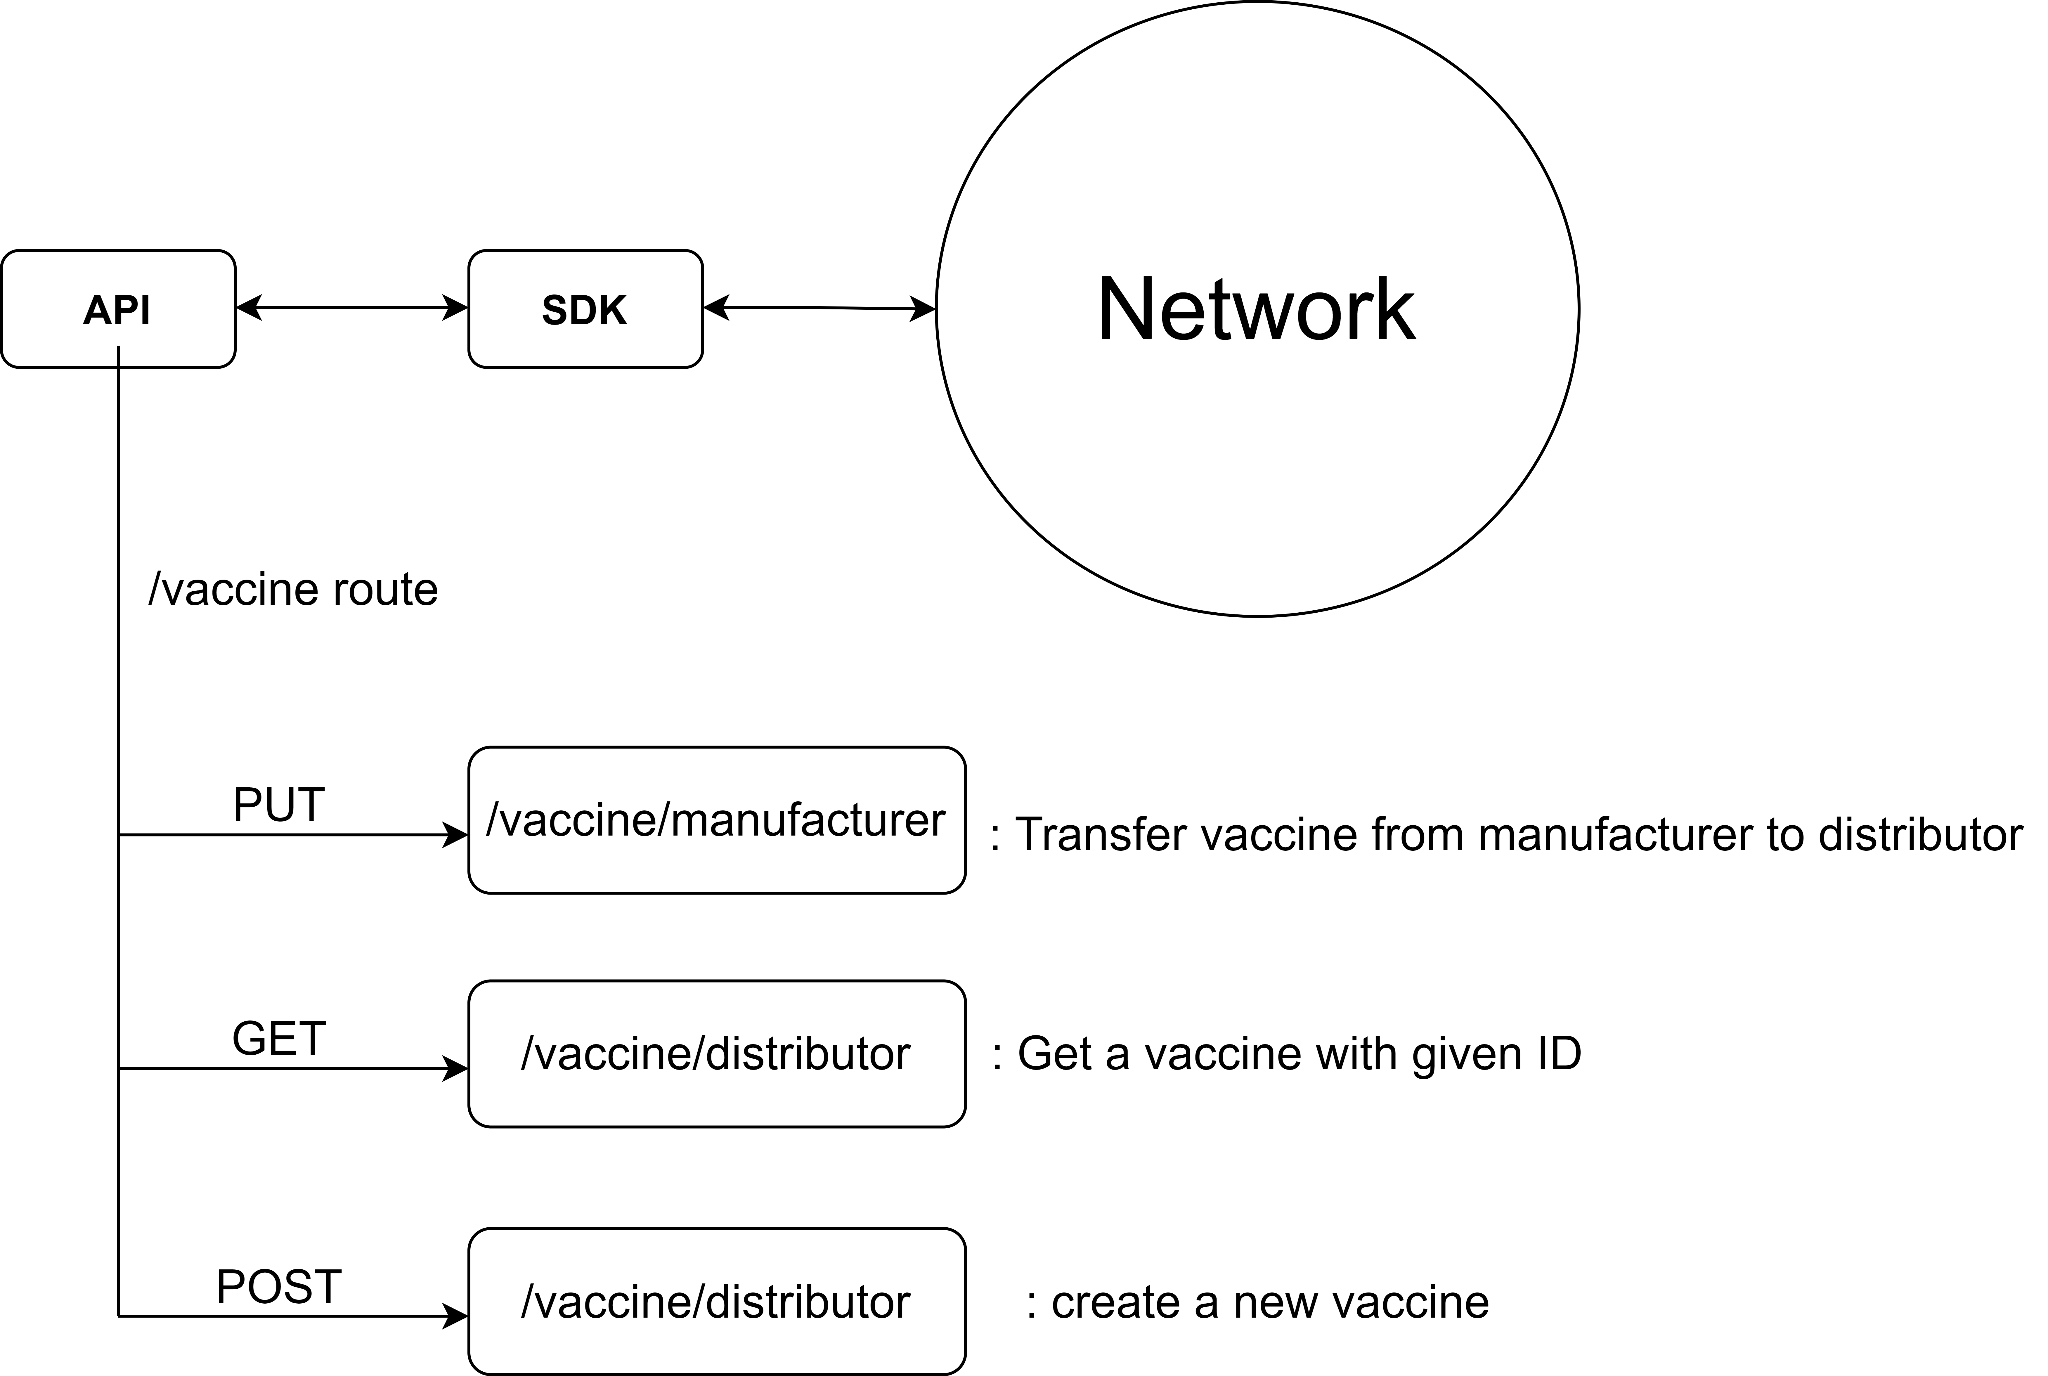 API
SDK
Network
/vaccine route
PUT
/vaccine/manufacturer
: Transfer vaccine from manufacturer to distributor
GET
/vaccine/distributor
: Get a vaccine with given ID
POST
/vaccine/distributor
: create a new vaccine